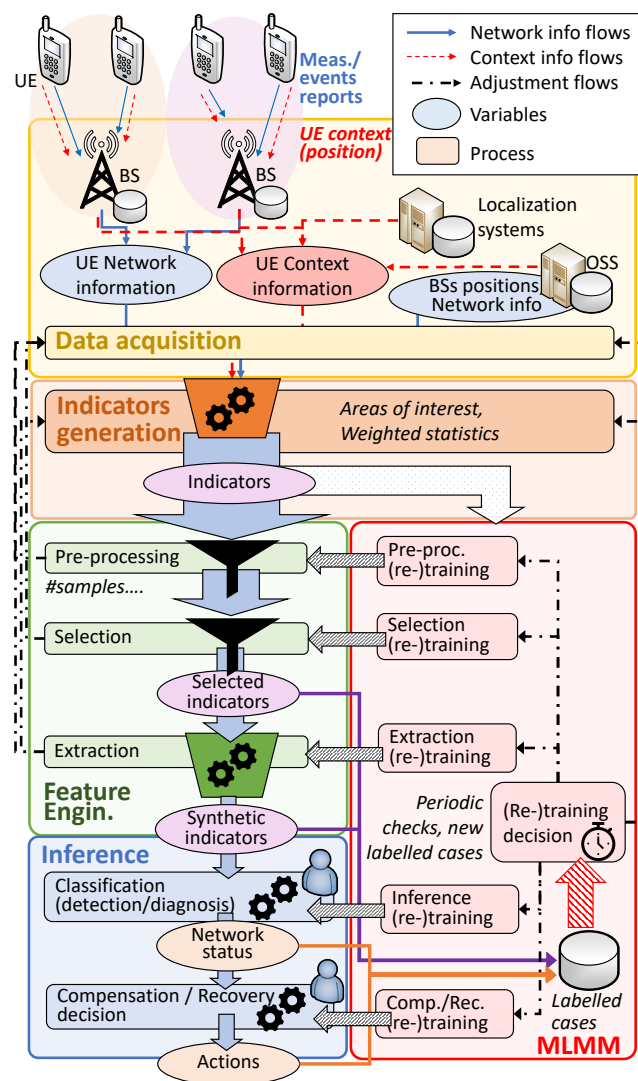 Network info flows
Context info flows
Adjustment flows
Variables
Process
UE
Meas./
events
reports
UE context
(position)
BS
BS
Localization
systems
OSS
UE Network
information
UE Context
information
BSs positions
Network info
Data acquisition
Indicators
generation
Areas of interest,
Weighted statistics
Indicators
Pre-processing
#samples....
Pre-proc.
(re-)training
Selection
Selection
(re-)training
Selected
indicators
Extraction
Extraction
(re-)training
Feature
Engin.
Synthetic
indicators
Periodic
checks, new
labelled cases
(Re-)training
decision
Inference
Classification
(detection/diagnosis)
Inference
(re-)training
Network
status
Compensation / Recovery
decision
Comp./Rec.
(re-)training
Labelled
cases
Actions
MLMM